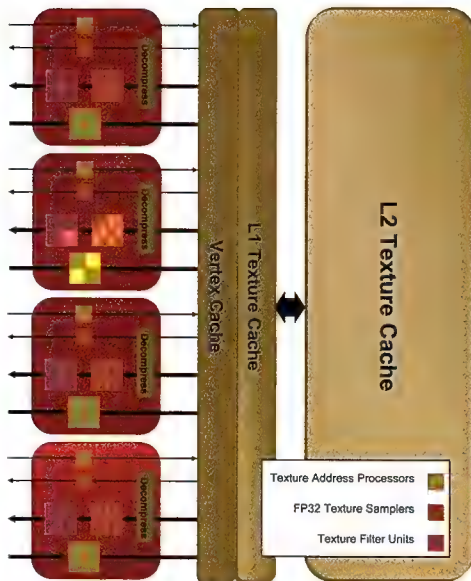 Decompress
Decompress
Decompress
Decompress
Vertex Cache
L1 Texture Cache
L2 Texture Cache
Texture Address Processors
FP32 Texture Samplers
Texture Filter Units